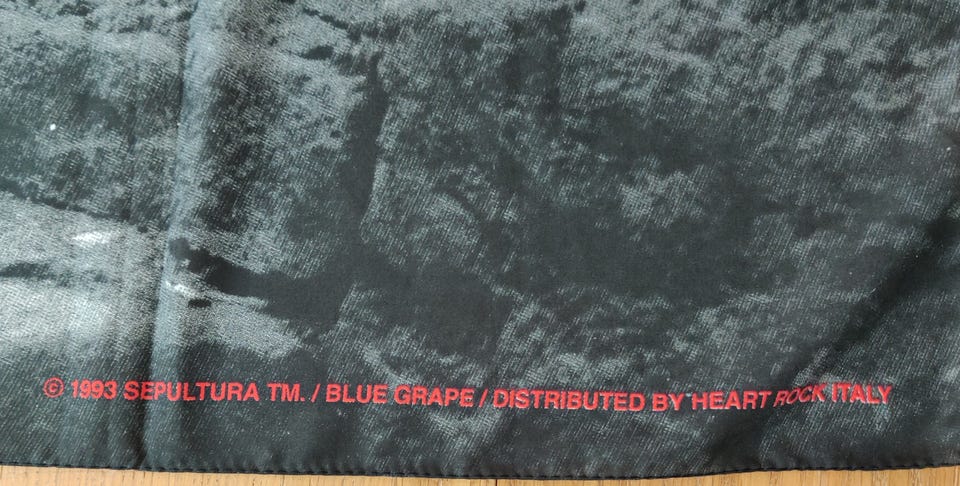 © 1993 SEPULTURA TM. / BLUE GRAPE / DISTRIBUTED BY HEART ROCK ITALY